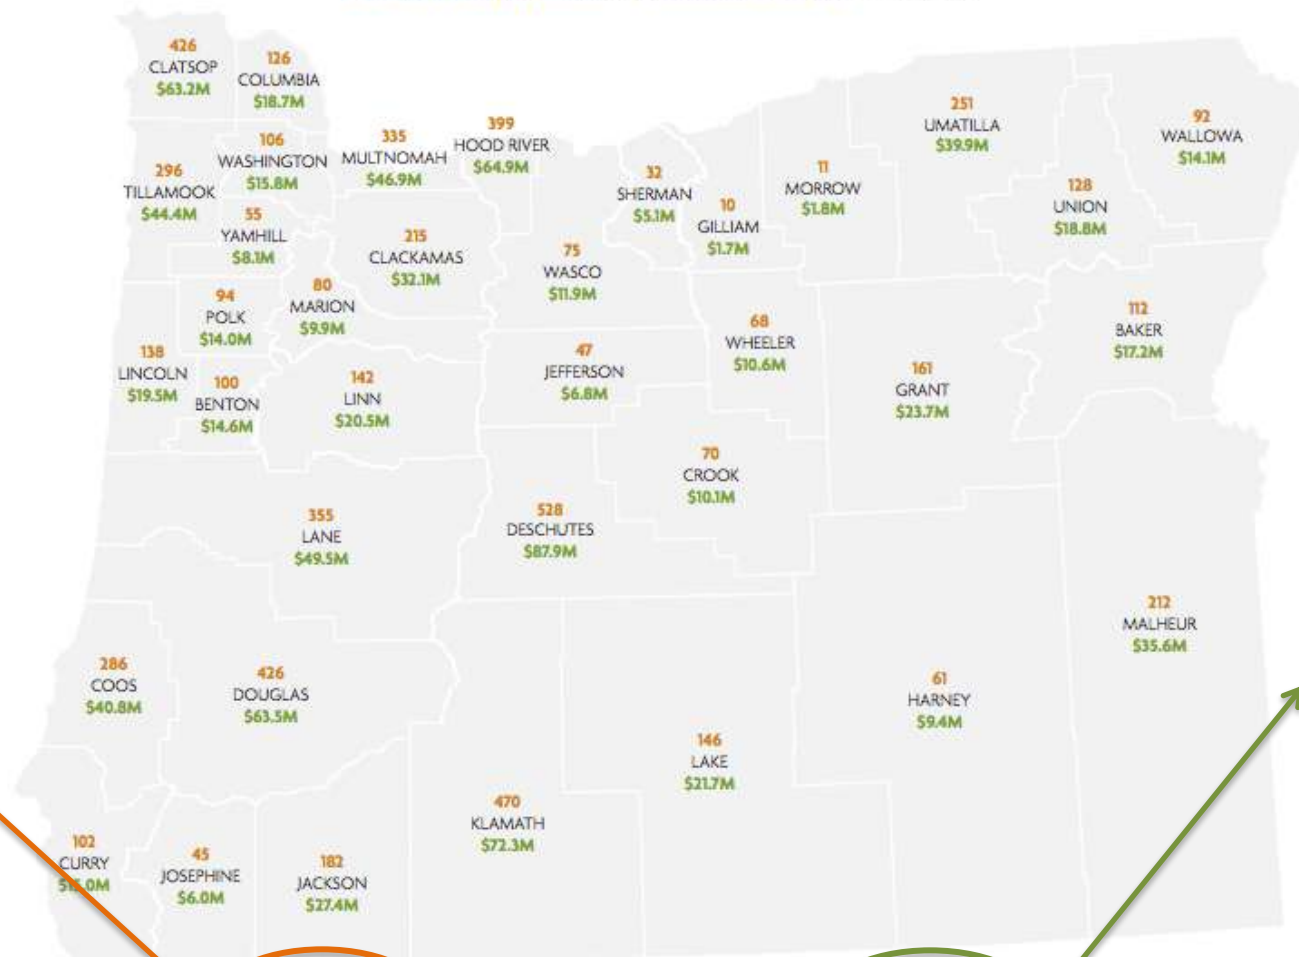 426
CLATSOP
$63.2M
126
COLUMBIA
$18.7M
106
WASHINGTON
$15.8M
335
MULTNOMAH
$46.9M
399
HOOD RIVER
$64.9M
296
TILLAMOOK
$44.4M
55
YAMHILL
$8.1M
215
CLACKAMAS
$32.1M
75
WASCO
$11.9M
32
SHERMAN
$5.1M
10
GILLIAM
$1.7M
11
MORROW
$1.8M
251
UMATILLA
$39.9M
128
UNION
$18.8M
92
WALLOWA
$14.1M
94
POLK
$14.0M
80
MARION
$9.9M
138
LINCOLN
$19.5M
100
BENTON
$14.6M
142
LINN
$20.5M
47
JEFFERSON
$6.8M
68
WHEELER
$10.6M
161
GRANT
$23.7M
112
BAKER
$17.2M
355
LANE
$49.5M
528
DESCHUTES
$87.9M
70
CROOK
$10.1M
286
COOS
$40.8M
426
DOUGLAS
$63.5M
212
MALHEUR
$35.6M
61
HARNEY
$9.4M
146
LAKE
$21.7M
470
KLAMATH
$72.3M
102
CURRY
45
JOSEPHINE
$6.0M
182
JACKSON
$27.4M